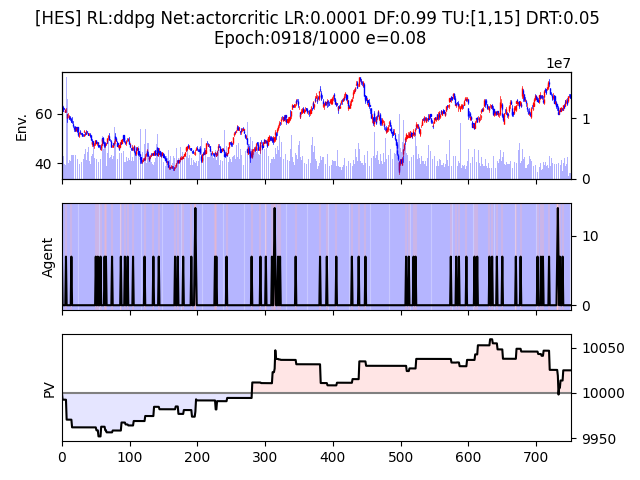 [HES] RL:ddpg Net:actorcritic LR:0.0001 DF:0.99 TU:[1,15] DRT:0.05
Epoch:0918/1000 e=0.08
1e7
Env.
60
40
1
0
Agent
10
0
PV
10050
10000
9950
0 100 200 300 400 500 600 700